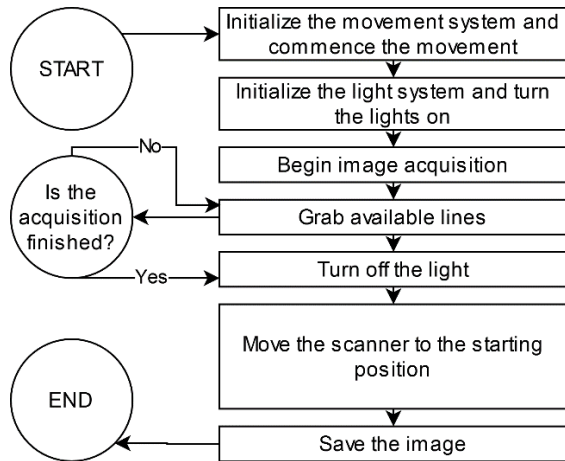 START
Initialize the movement system and
commence the movement
Initialize the light system and turn
the lights on
Begin image acquisition
No
Is the
acquisition
finished?
Grab available lines
Yes
Turn off the light
Move the scanner to the starting
position
END
Save the image